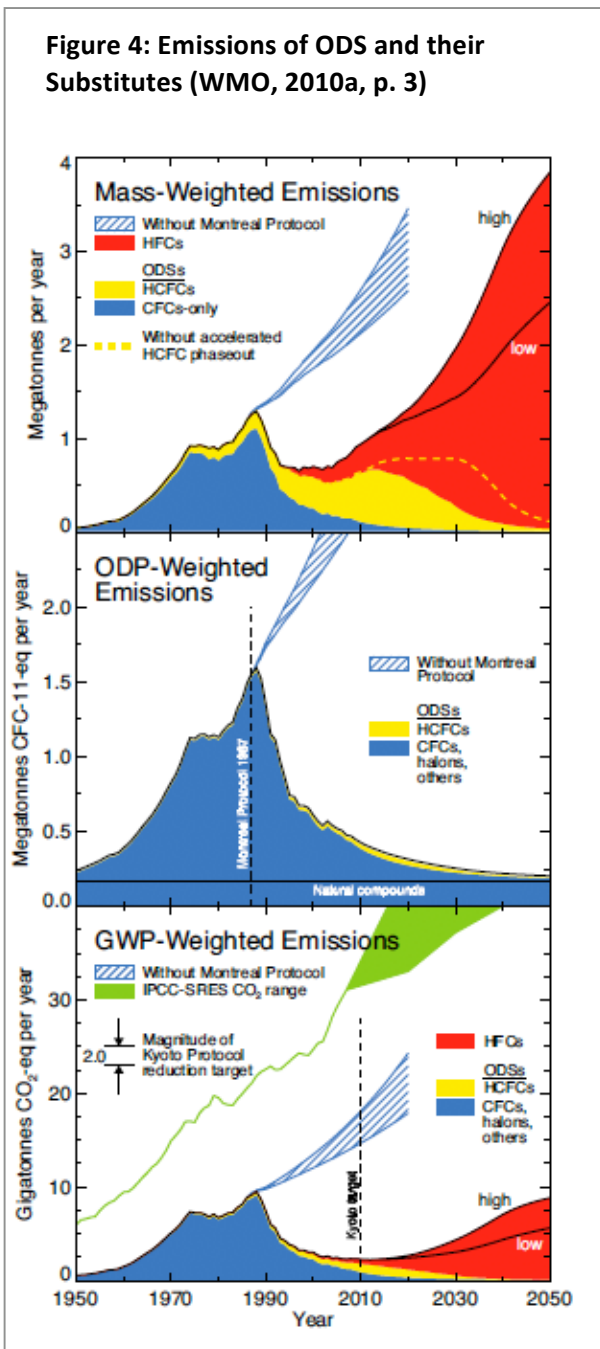 Figure 4: Emissions of ODS and their
Substitutes (WMO, 2010a, p. 3)
4
3
2
1
0
Megatonnes per year
Mass-Weighted Emissions
Without Montreal Protocol
HFCs
ODSs
HCFCs
CFCs-only
Without accelerated
HCFC phaseout
high
low
2.0
1.5
1.0
0.5
0.0
Megatonnes CFC-11-eq per year
ODP-Weighted
Emissions
Montreal Protocol 1987
Without Montreal
Protocol
ODSs
HCFCs
CFCs,
halons,
others
Natural compounds
30
20
10
0
Gigatonnes CO₂-eq per year
GWP-Weighted Emissions
Without Montreal Protocol
IPCC-SRES CO₂ range
2.0
Magnitude of
Kyoto Protocol
reduction target
HFCs
ODSs
HCFCs
CFCs,
halons,
others
Kyoto target
high
low
1950 1970 1990 2010 2030 2050
Year